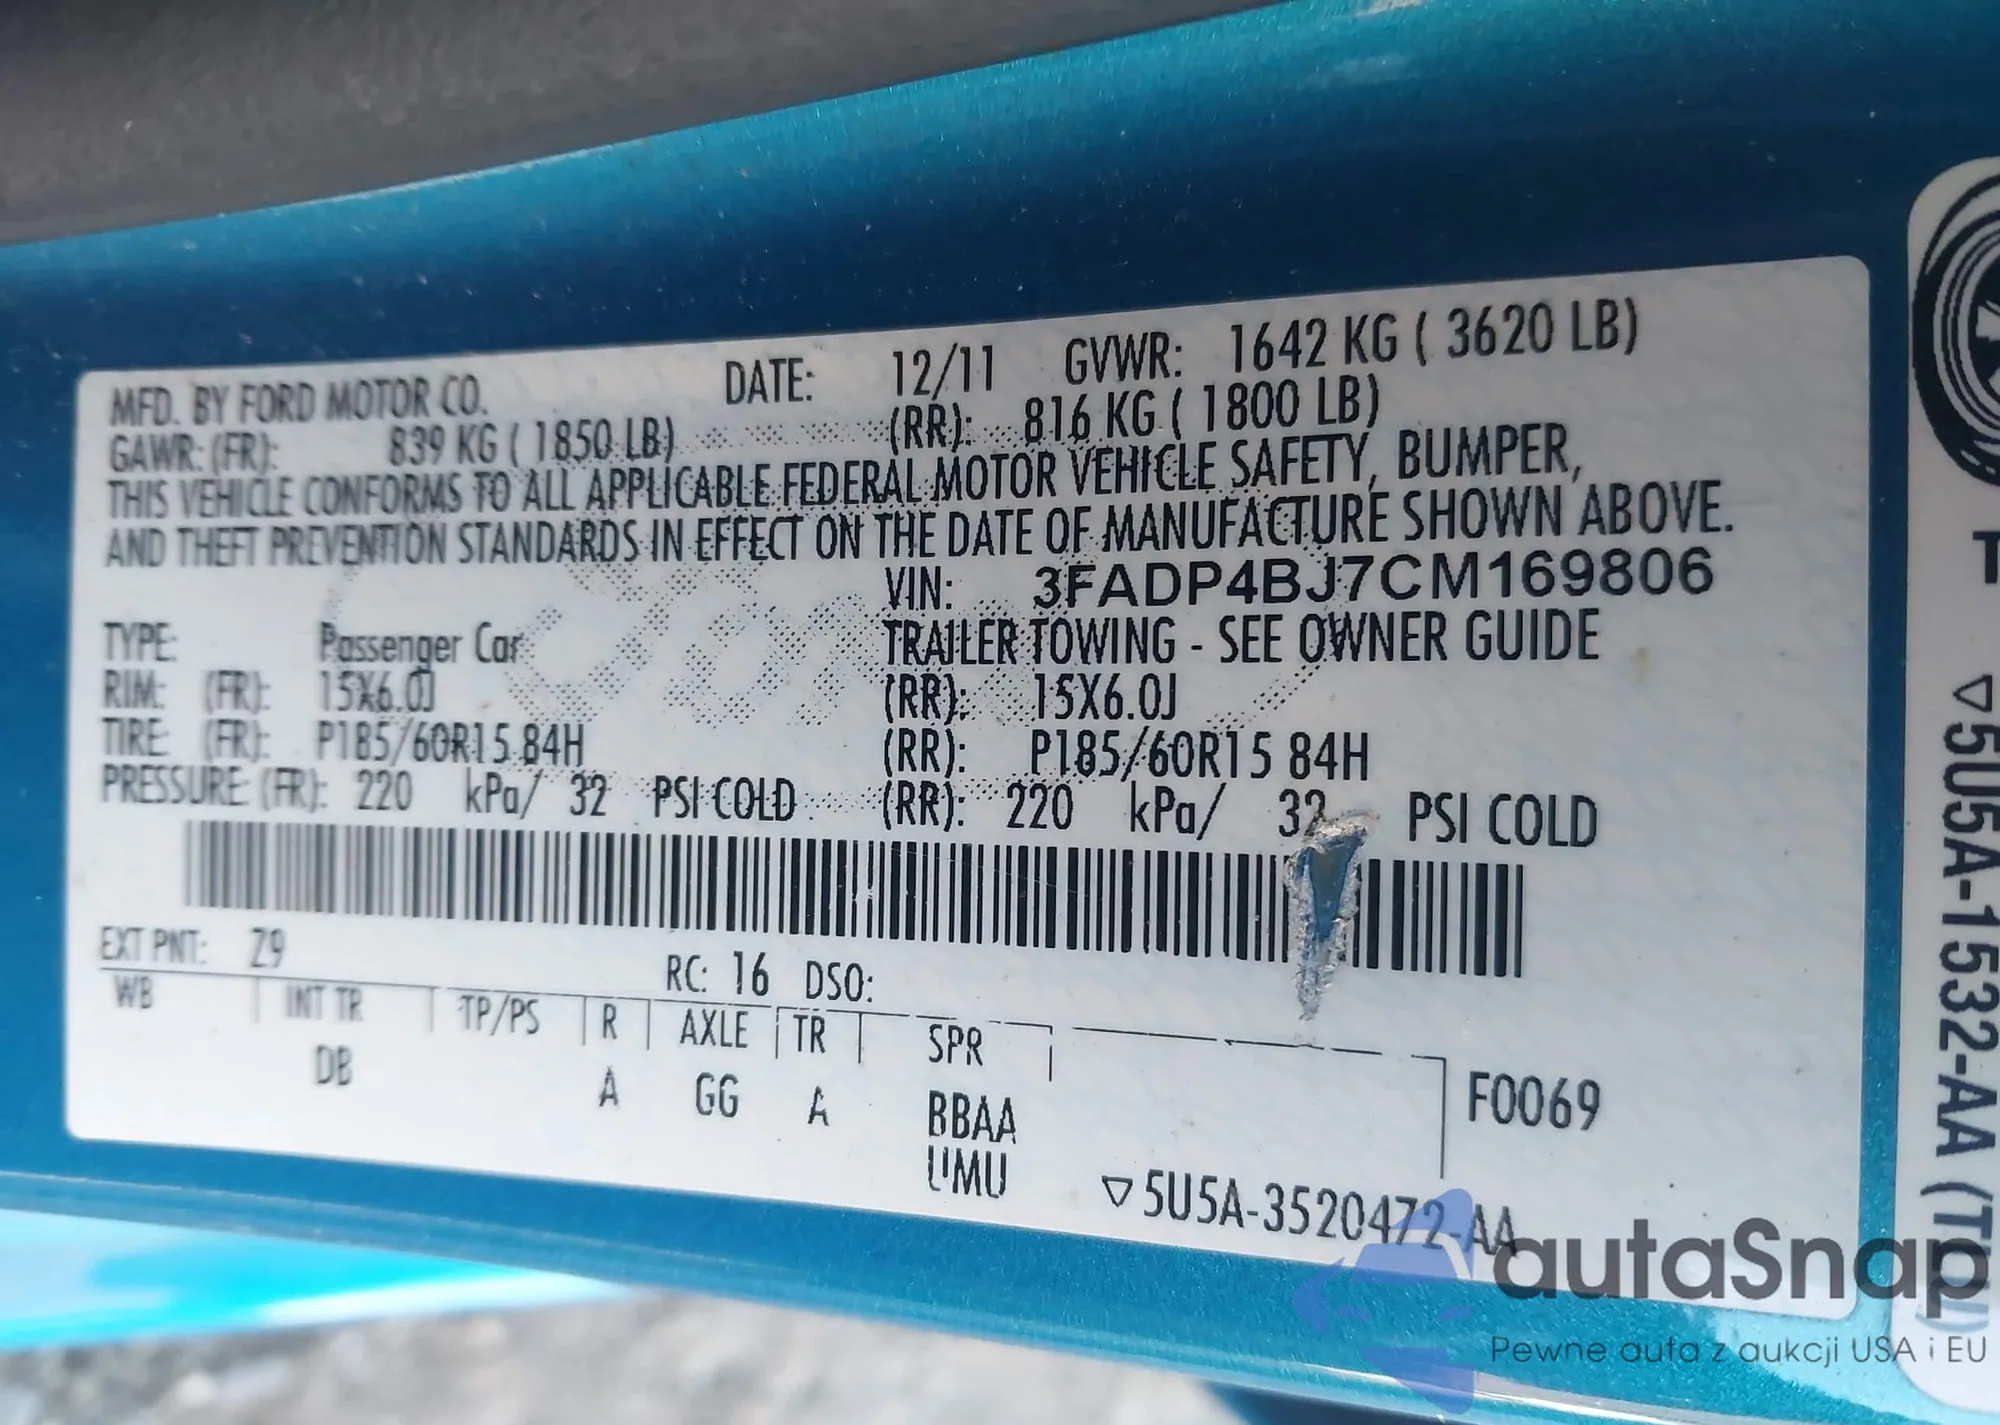 MFD. BY FORD MOTOR CO. DATE: 12/11 GVWR: 1642 KG ( 3620 LB)
GAWR: (FR): 839 KG ( 1850 LB) (RR): 816 KG ( 1800 LB)
THIS VEHICLE CONFORMS TO ALL APPLICABLE FEDERAL MOTOR VEHICLE SAFETY, BUMPER,
AND THEFT PREVENTION STANDARDS IN EFFECT ON THE DATE OF MANUFACTURE SHOWN ABOVE.
VIN: 3FADP4BJ7CM169806
TYPE: Passenger Car TRAILER TOWING - SEE OWNER GUIDE
RIM: (FR): 15X6.0J (RR): 15X6.0J
TIRE (FR): P185/60R15 84H (RR): P185/60R15 84H
PRESSURE (FR): 220 kPa/ 32 PSI COLD (RR): 220 kPa/ 32 PSI COLD
EXT PNT: Z9 RC: 16 DSO:
WB INT TR TP/PS R AXLE TR SPR
DB A GG A BBAA F0069
UMU
▽5U5A-3520472-AA
T
▽5U5A-1532-AA
autaSnap
Pewne auta z aukcji USA i EU